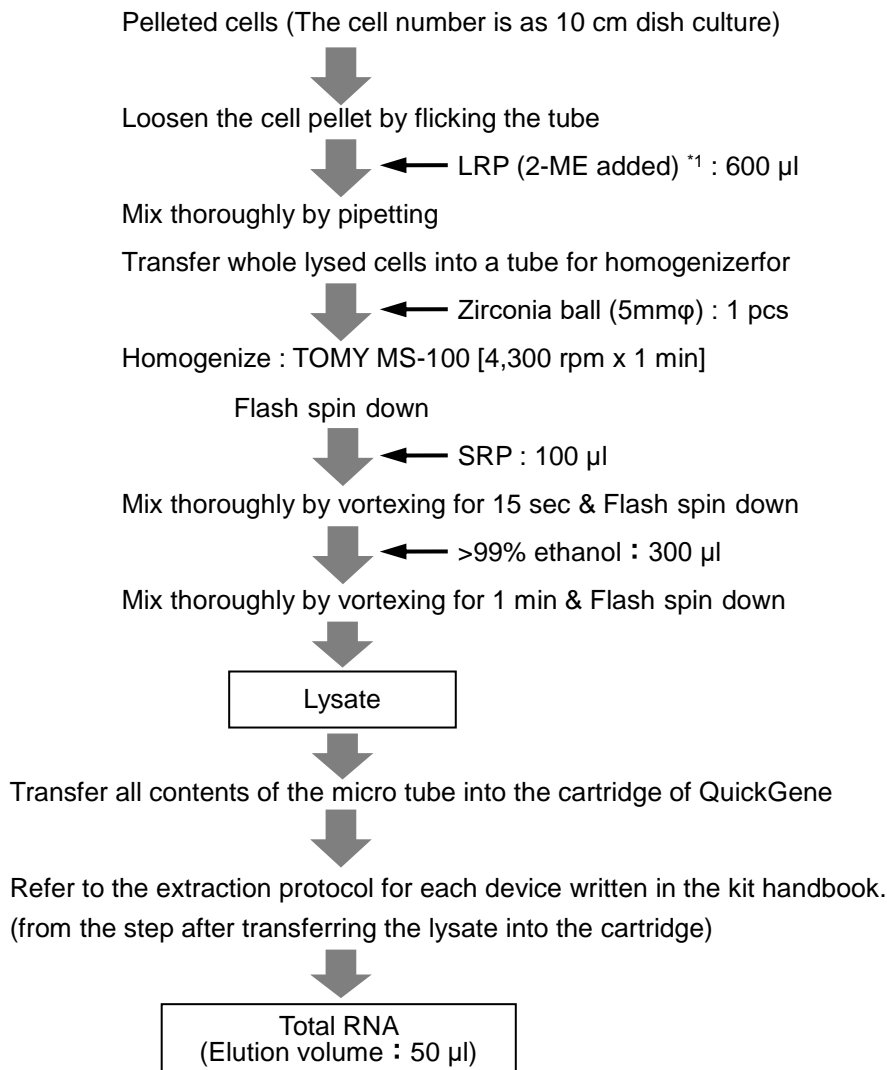 Pelleted cells (The cell number is as 10 cm dish culture)
Loosen the cell pellet by flicking the tube
LRP (2-ME added) *1 : 600 µl
Mix thoroughly by pipetting
Transfer whole lysed cells into a tube for homogenizerfor
Zirconia ball (5mmφ) : 1 pcs
Homogenize : TOMY MS-100 [4,300 rpm x 1 min]
Flash spin down
SRP : 100 µl
Mix thoroughly by vortexing for 15 sec & Flash spin down
>99% ethanol：300 µl
Mix thoroughly by vortexing for 1 min & Flash spin down
Lysate
Transfer all contents of the micro tube into the cartridge of QuickGene
Refer to the extraction protocol for each device written in the kit handbook.
(from the step after transferring the lysate into the cartridge)
Total RNA
(Elution volume：50 µl)